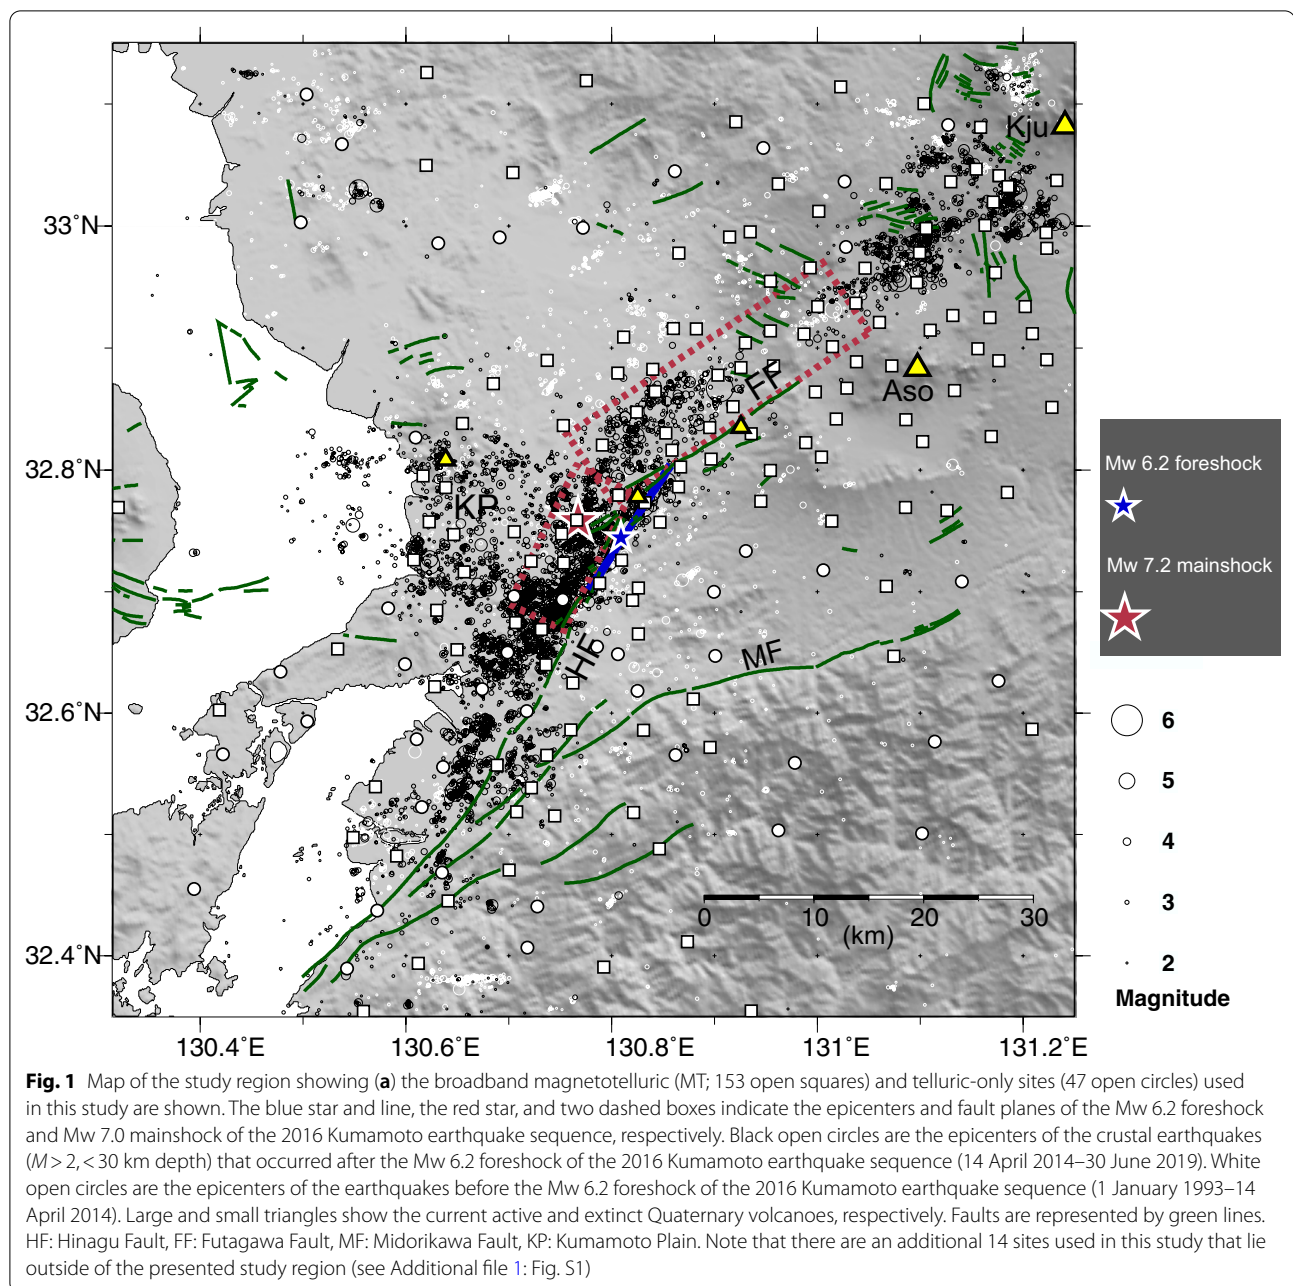 33˚N
32.8˚N
32.6˚N
32.4˚N
130.4˚E
130.6˚E
130.8˚E
131˚E
131.2˚E
Kju
Aso
FF
KP
HF
MF
0
10
20
30
(km)
Mw 6.2 foreshock
Mw 7.2 mainshock
6
5
4
3
2
Magnitude
Fig. 1 Map of the study region showing (a) the broadband magnetotelluric (MT; 153 open squares) and telluric-only sites (47 open circles) used
in this study are shown. The blue star and line, the red star, and two dashed boxes indicate the epicenters and fault planes of the Mw 6.2 foreshock
and Mw 7.0 mainshock of the 2016 Kumamoto earthquake sequence, respectively. Black open circles are the epicenters of the crustal earthquakes
(M > 2, < 30 km depth) that occurred after the Mw 6.2 foreshock of the 2016 Kumamoto earthquake sequence (14 April 2014–30 June 2019). White
open circles are the epicenters of the earthquakes before the Mw 6.2 foreshock of the 2016 Kumamoto earthquake sequence (1 January 1993–14
April 2014). Large and small triangles show the current active and extinct Quaternary volcanoes, respectively. Faults are represented by green lines.
HF: Hinagu Fault, FF: Futagawa Fault, MF: Midorikawa Fault, KP: Kumamoto Plain. Note that there are an additional 14 sites used in this study that lie
outside of the presented study region (see Additional file 1: Fig. S1)